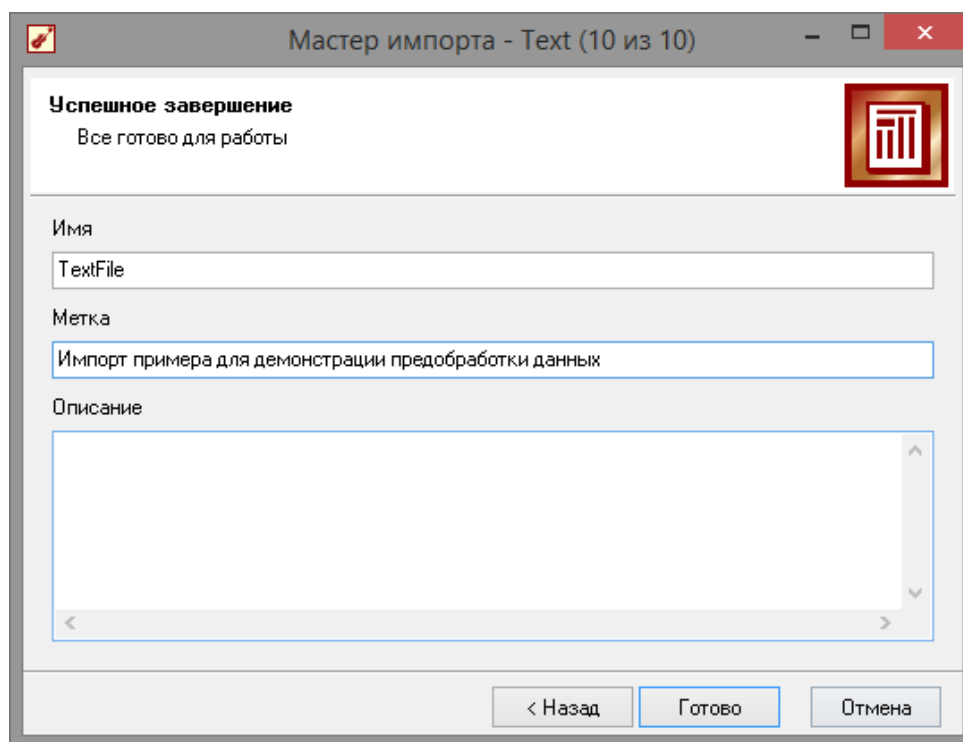 Мастер импорта - Text (10 из 10)
Успешное завершение
Все готово для работы
Имя
TextFile
Метка
Импорт примера для демонстрации предобработки данных
Описание
< Назад
Готово
Отмена